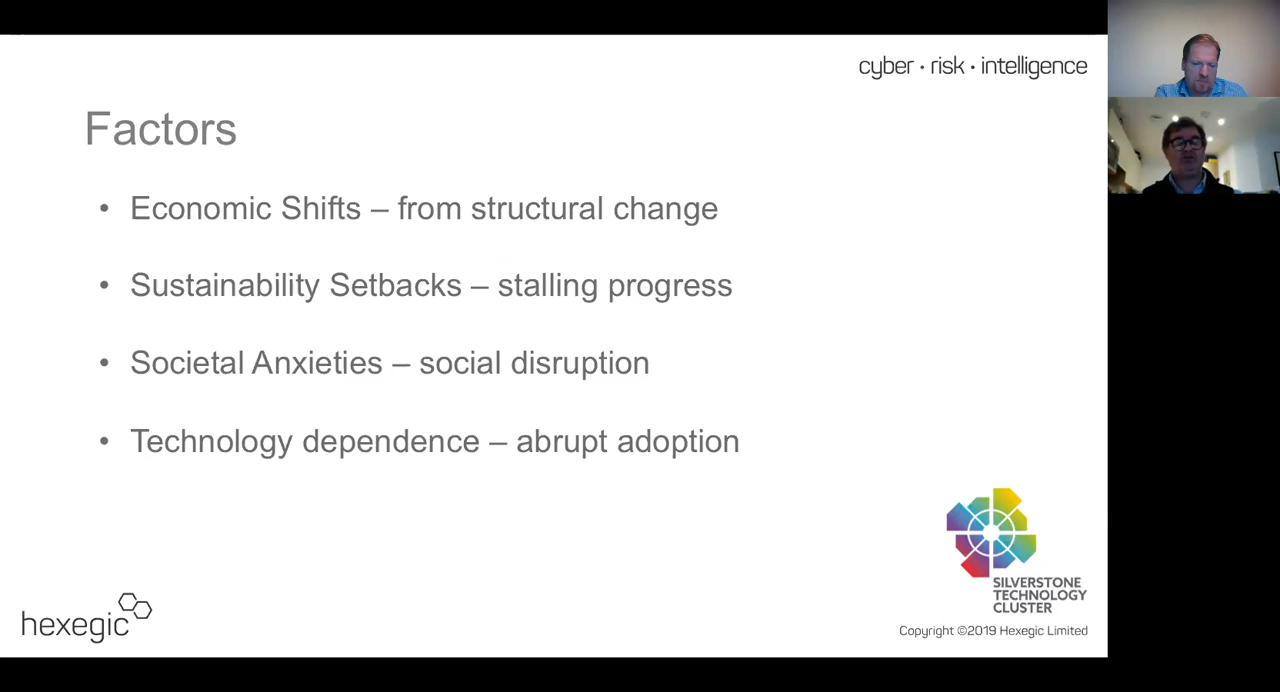 cyber · risk · intelligence
Factors
• Economic Shifts – from structural change
• Sustainability Setbacks – stalling progress
• Societal Anxieties – social disruption
• Technology dependence – abrupt adoption
SILVERSTONE
TECHNOLOGY
CLUSTER
hexegic
Copyright ©2019 Hexegic Limited